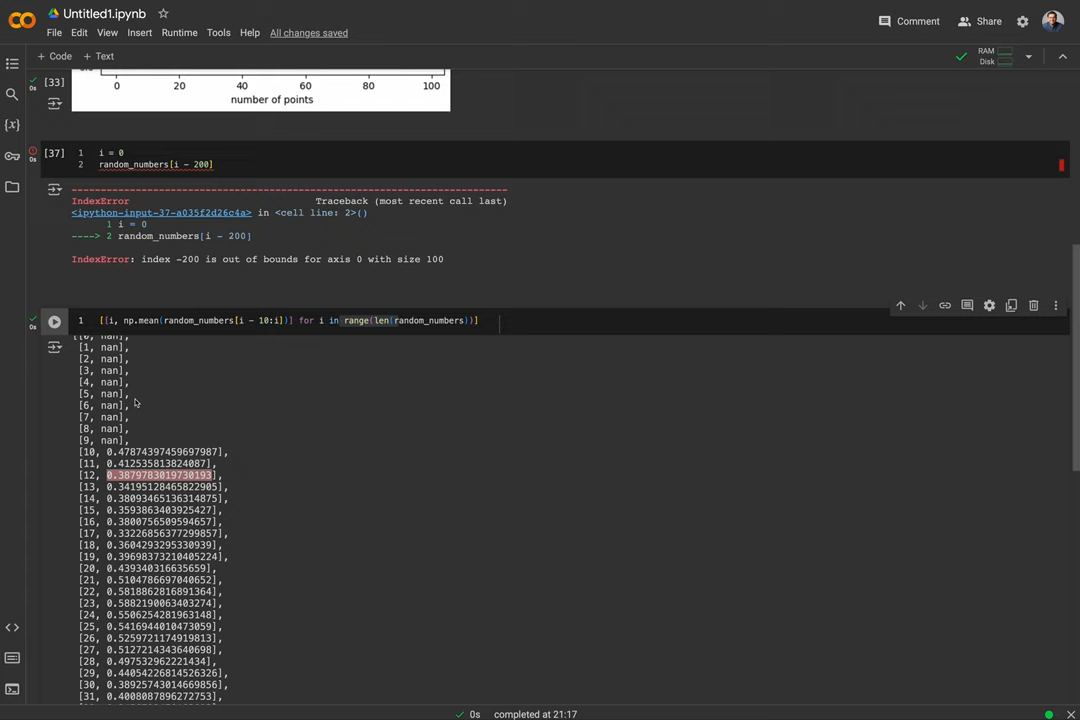 Untitled1.ipynb
File Edit View Insert Runtime Tools Help All changes saved
Comment
Share
+ Code + Text
RAM
Disk
[33]
0s
0 20 40 60 80 100
number of points
[37]
0s
1 i = 0
2 random_numbers[i - 200]
---------------------------------------------------------------------------
IndexError Traceback (most recent call last)
<ipython-input-37-a035f2d26c4a> in <cell line: 2>()
1 i = 0
----> 2 random_numbers[i - 200]
IndexError: index -200 is out of bounds for axis 0 with size 100
0s
1 [[i, np.mean(random_numbers[i - 10:i])] for i in range(len(random_numbers))]
[[0, nan],
[1, nan],
[2, nan],
[3, nan],
[4, nan],
[5, nan],
[6, nan],
[7, nan],
[8, nan],
[9, nan],
[10, 0.47874397459697987],
[11, 0.412535813824087],
[12, 0.3879783019730193],
[13, 0.34195128465822905],
[14, 0.38093465136314875],
[15, 0.3593863403925427],
[16, 0.3800756509594657],
[17, 0.33226856377299857],
[18, 0.3604293295330939],
[19, 0.39698373210405224],
[20, 0.439340316635659],
[21, 0.5104786697040652],
[22, 0.5818862816891364],
[23, 0.5882190063403274],
[24, 0.5506254281963148],
[25, 0.5416944010473059],
[26, 0.5259721174919813],
[27, 0.5127214343640698],
[28, 0.497532962221434],
[29, 0.44054226814526326],
[30, 0.38925743014669856],
[31, 0.4008087896272753],
0s completed at 21:17